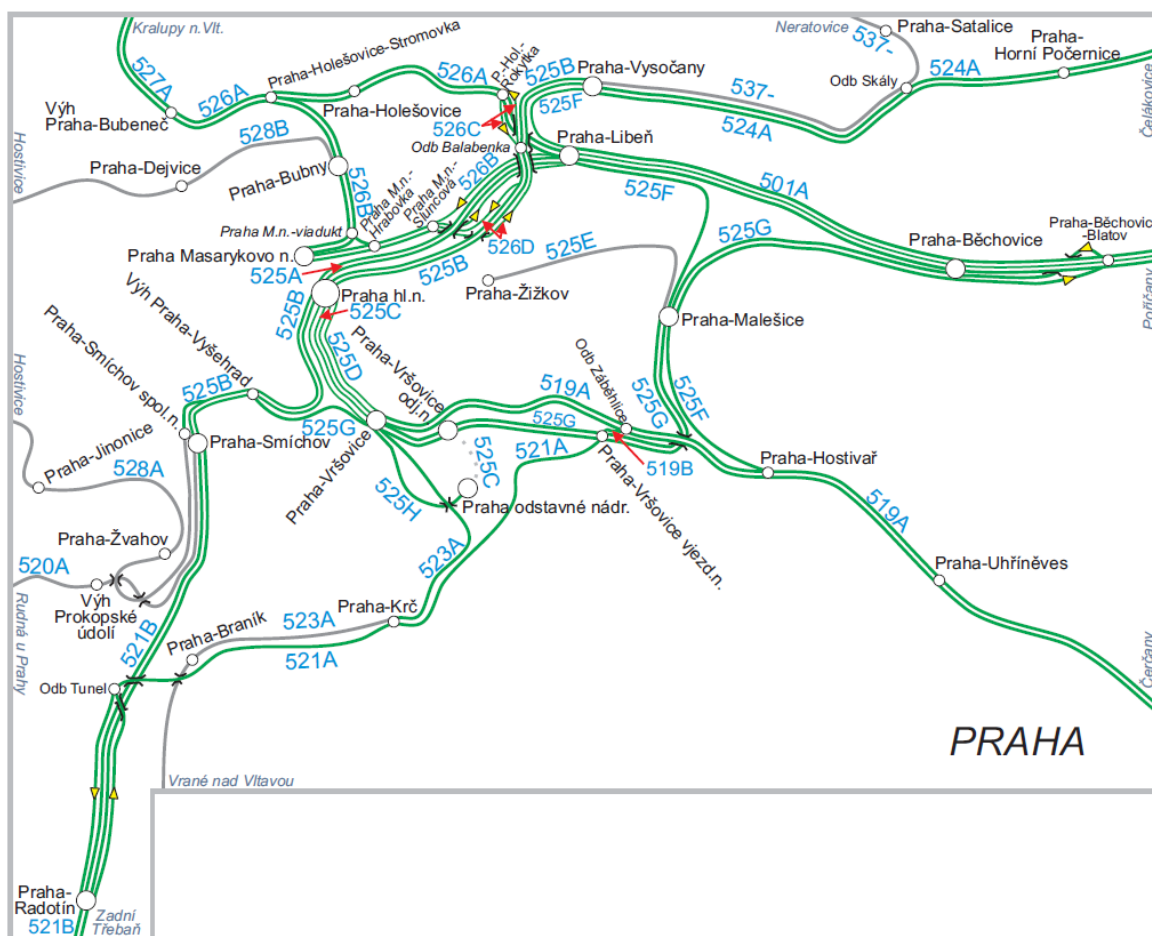 Kralupy n.Vlt.
Neratovice
Praha-Satalice
537-
Praha-
Horní Počernice
Praha-Holešovice-Stromovka
P-Hol.-
Rokytka
525B
Praha-Vysočany
Odb Skály
524A
527A
526A
526A
Výh
Praha-Bubeneč
Praha-Holešovice
525F
537-
524A
Čelákovice
528B
526C
Hostivice
Odb Balabenka
Praha-Libeň
Praha-Dejvice
Praha-Bubny
526B
Praha M.n.-
Hrabovka
Praha M.n.-
Sluncová
526B
525F
501A
Praha M.n.-viadukt
526D
525E
525G
Praha-Běchovice
-Blatov
Praha Masarykovo n.
525A
525B
Praha-Běchovice
Praha-Žižkov
Praha hl.n.
525C
525B
Výh Praha-Vyšehrad
Praha-Malešice
Poříčany
Praha-Smíchov spol.n.
525D
Praha-Vršovice
odj.n.
Odb Záběhlice
Hostivice
525B
519A
525G
525F
525G
525G
Praha-Jinonice
Praha-Smíchov
Praha-Vršovice
525C
521A
519B
Praha-Hostivař
528A
525H
Praha odstavné nádr.
Praha-Vršovice vjezd.n.
519A
Praha-Žvahov
523A
520A
Praha-Uhříněves
Výh
Prokopské
údolí
Rudná u Prahy
521B
Praha-Braník
523A
Praha-Krč
521A
Odb Tunel
Čerčany
PRAHA
Vrané nad Vltavou
Praha-
Radotín
521B
Zadní
Třebaň